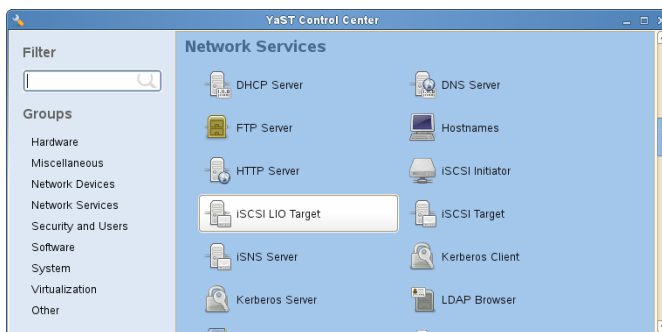 YaST Control Center
Filter
Groups
Hardware
Miscellaneous
Network Devices
Network Services
Security and Users
Software
System
Virtualization
Other
Network Services
DHCP Server
DNS Server
FTP Server
Hostnames
HTTP Server
iSCSI Initiator
iSCSI LIO Target
iSCSI Target
iSNS Server
Kerberos Client
Kerberos Server
LDAP Browser